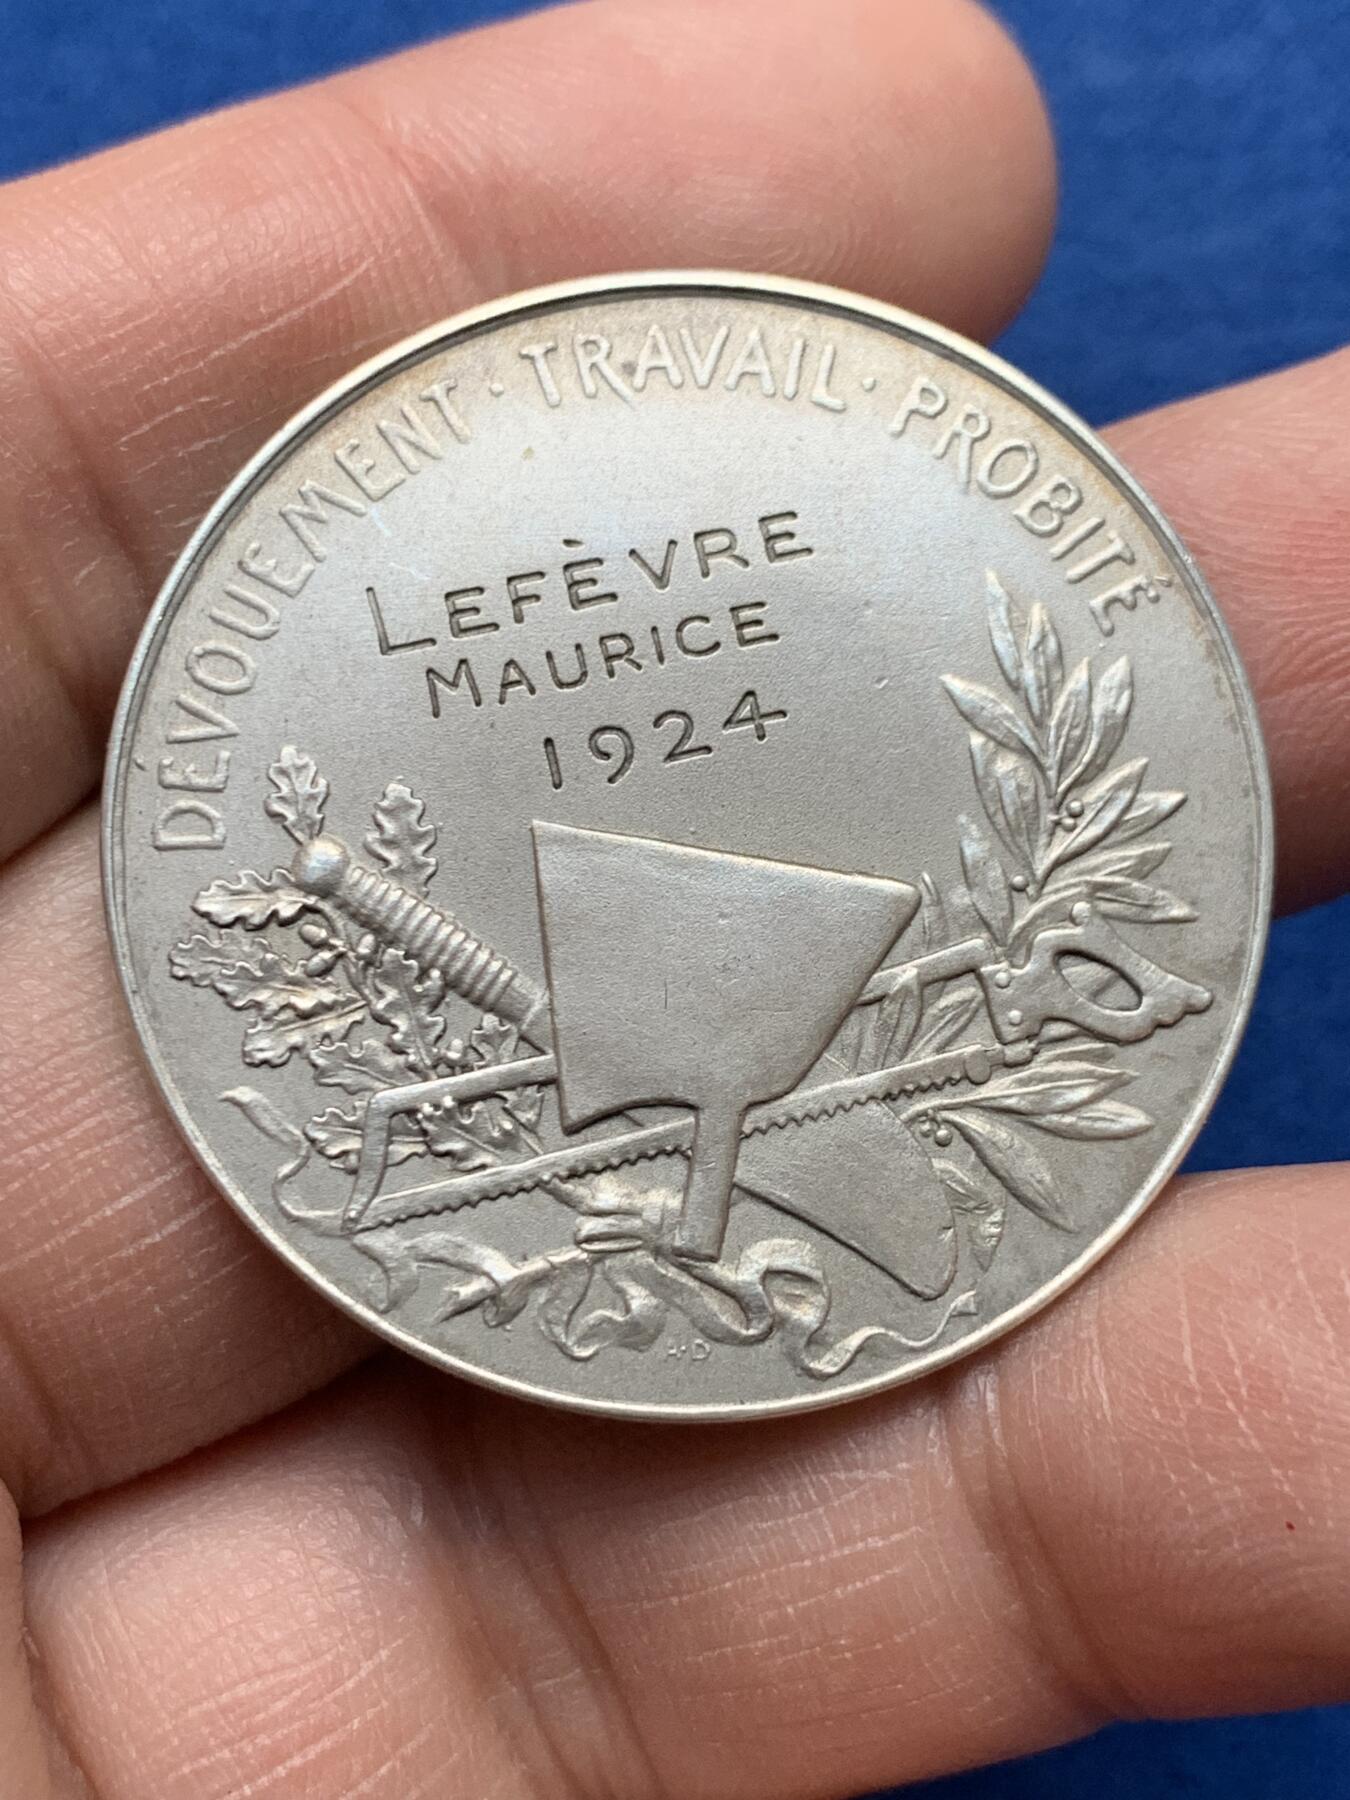 DÉVOUEMENT · TRAVAIL · PROBITÉ
LEFÈVRE
MAURICE
1924
H·D